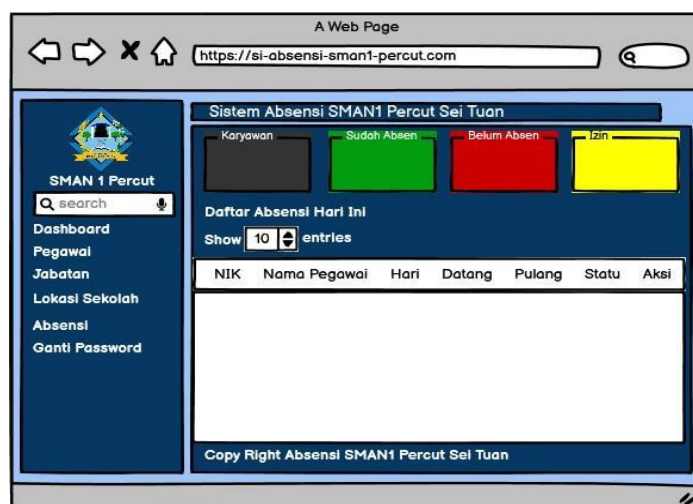 A Web Page
https://si-absensi-sman1-percut.com
Sistem Absensi SMAN1 Percut Sei Tuan
SMAN 1 Percut
search
Dashboard
Pegawai
Jabatan
Lokasi Sekolah
Absensi
Ganti Password
Karyawan Sudah Absen Belum Absen Izin
Daftar Absensi Hari Ini
Show 10 entries
NIK Nama Pegawai Hari Datang Pulang Statu Aksi
Copy Right Absensi SMAN1 Percut Sei Tuan